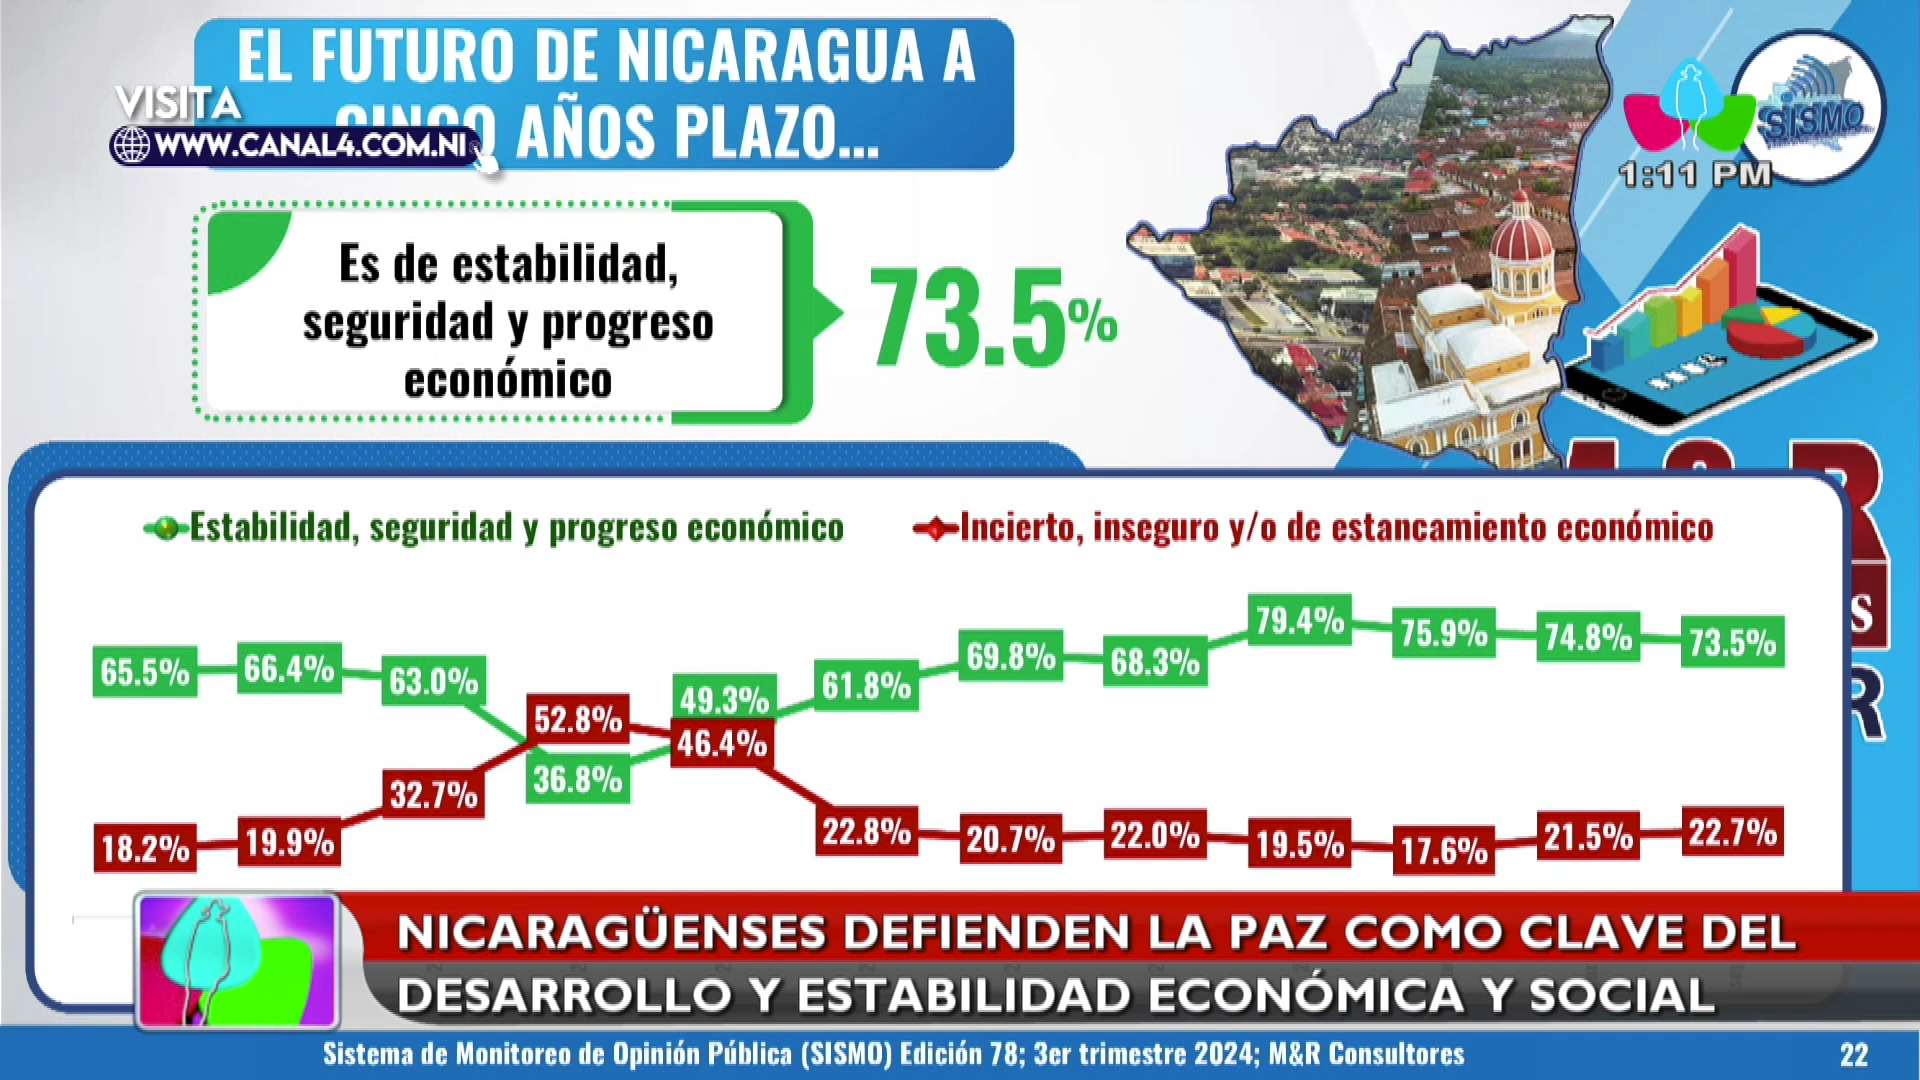 EL FUTURO DE NICARAGUA A
CINCO AÑOS PLAZO...
VISITA
WWW.CANAL4.COM.NI
SISMO
1:11 PM
Es de estabilidad,
seguridad y progreso
económico
73.5%
Estabilidad, seguridad y progreso económico
Incierto, inseguro y/o de estancamiento económico
65.5% 66.4% 63.0% 36.8% 49.3% 61.8% 69.8% 68.3% 79.4% 75.9% 74.8% 73.5%
18.2% 19.9% 32.7% 52.8% 46.4% 22.8% 20.7% 22.0% 19.5% 17.6% 21.5% 22.7%
NICARAGÜENSES DEFIENDEN LA PAZ COMO CLAVE DEL
DESARROLLO Y ESTABILIDAD ECONÓMICA Y SOCIAL
Sistema de Monitoreo de Opinión Pública (SISMO) Edición 78; 3er trimestre 2024; M&R Consultores
22